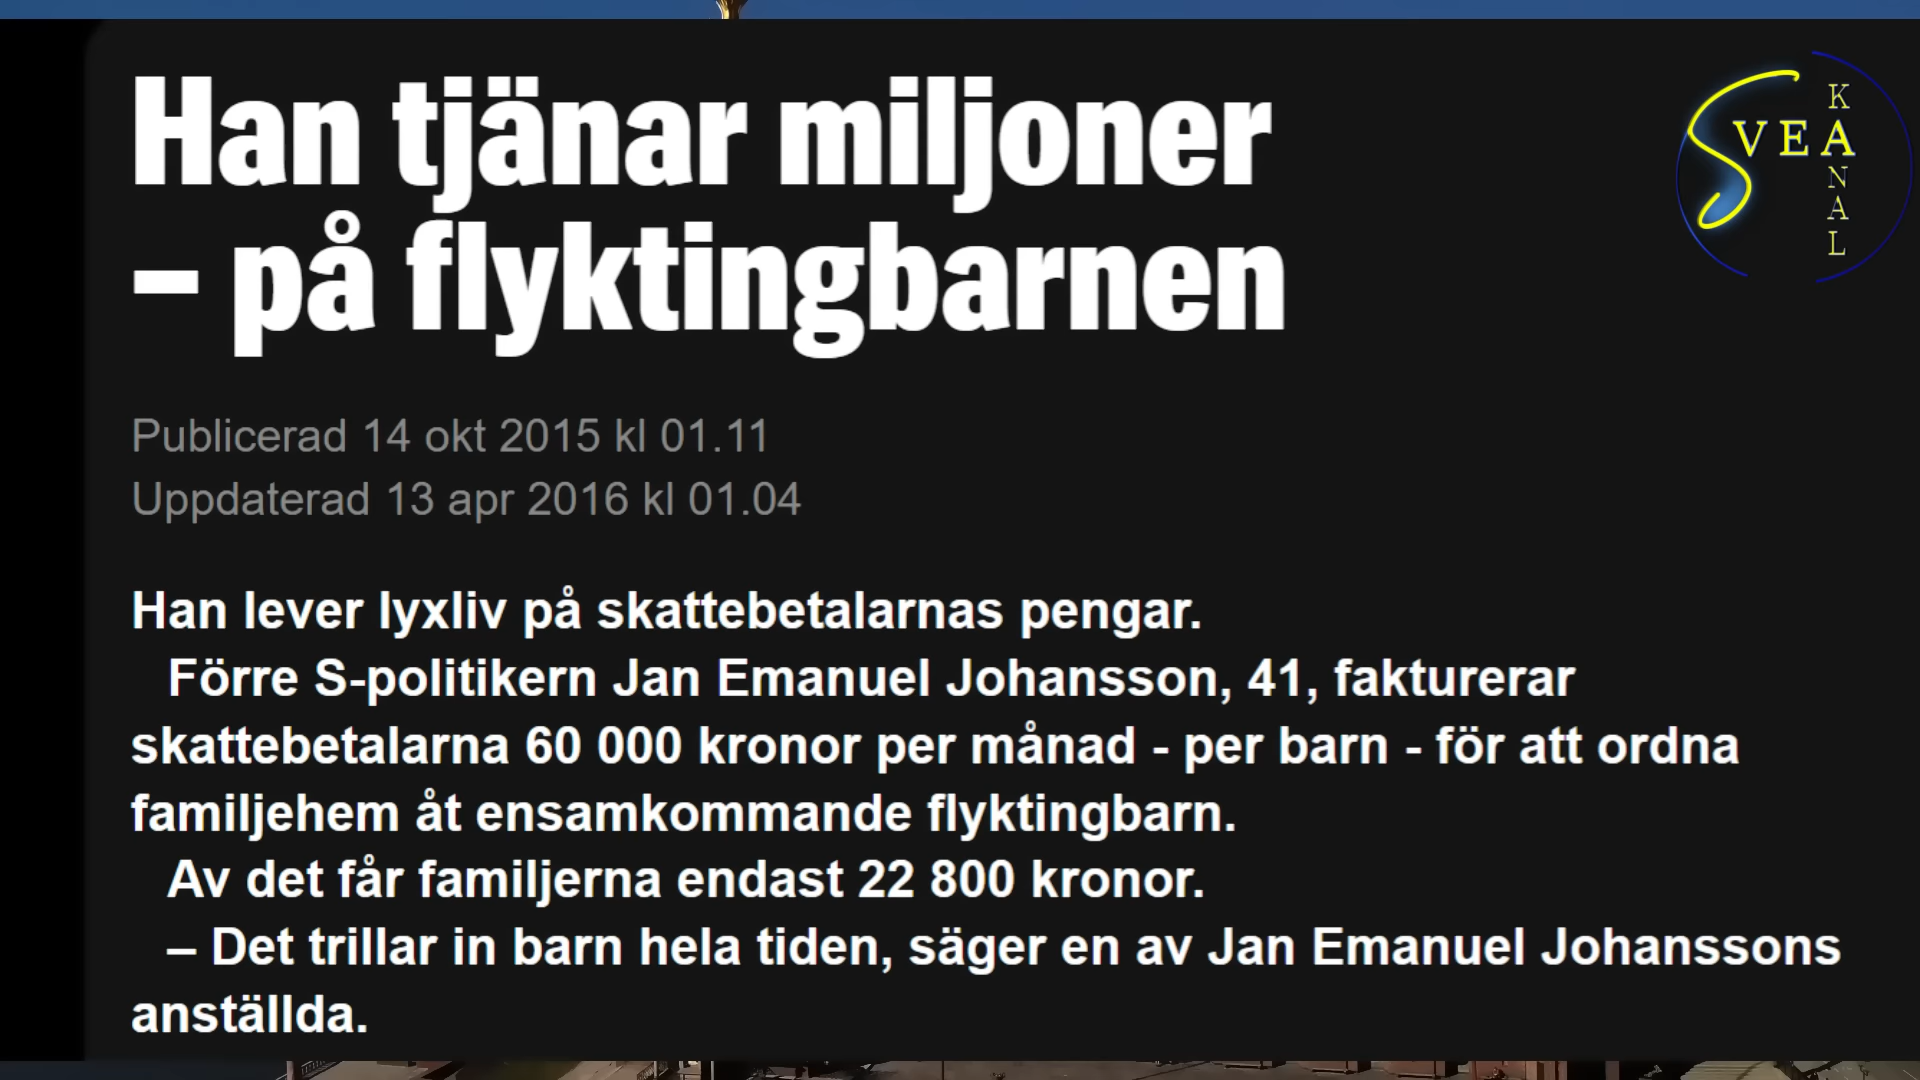 Han tjänar miljoner
– på flyktingbarnen
SVEA
KANAL
Publicerad 14 okt 2015 kl 01.11
Uppdaterad 13 apr 2016 kl 01.04
Han lever lyxliv på skattebetalarnas pengar.
Förre S-politikern Jan Emanuel Johansson, 41, fakturerar
skattebetalarna 60 000 kronor per månad - per barn - för att ordna
familjehem åt ensamkommande flyktingbarn.
Av det får familjerna endast 22 800 kronor.
– Det trillar in barn hela tiden, säger en av Jan Emanuel Johanssons
anställda.